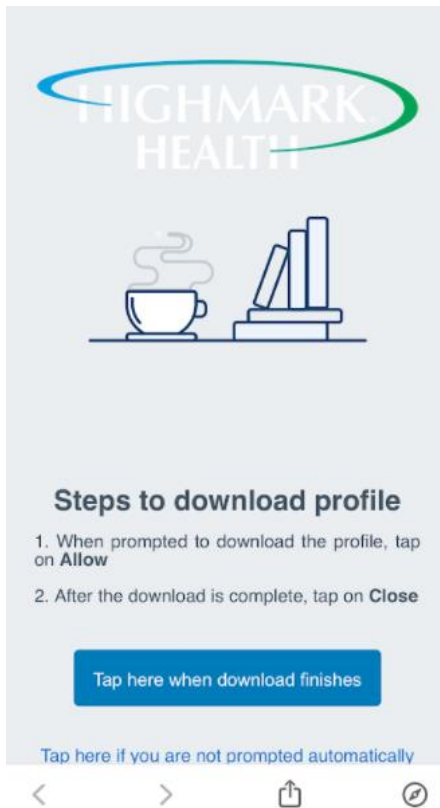 HIGHMARK®
HEALTH
Steps to download profile
1. When prompted to download the profile, tap
on Allow
2. After the download is complete, tap on Close
Tap here when download finishes
Tap here if you are not prompted automatically